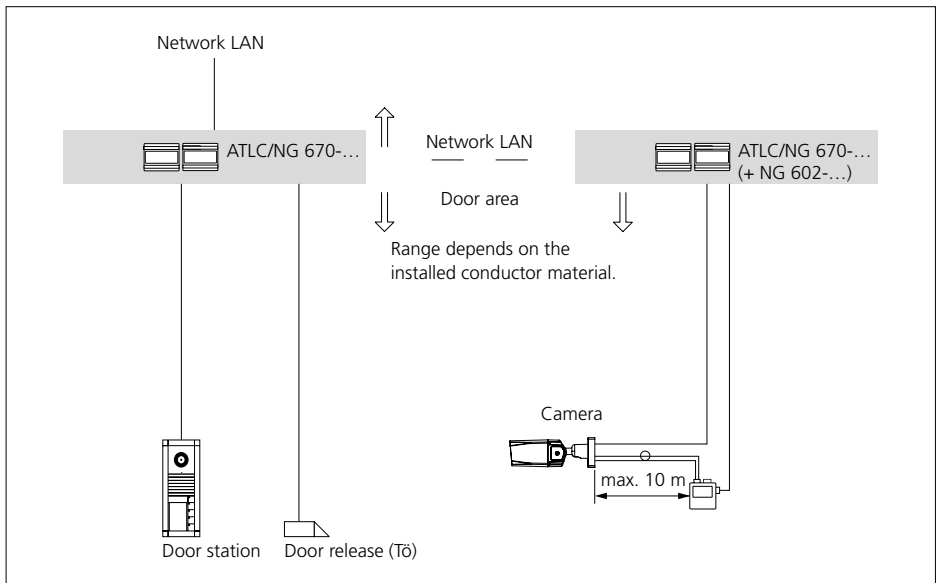 Network LAN
ATLC/NG 670-…
Network LAN
Door area
Range depends on the
installed conductor material.
ATLC/NG 670-…
(+ NG 602-…)
Camera
max. 10 m
Door station
Door release (Tö)